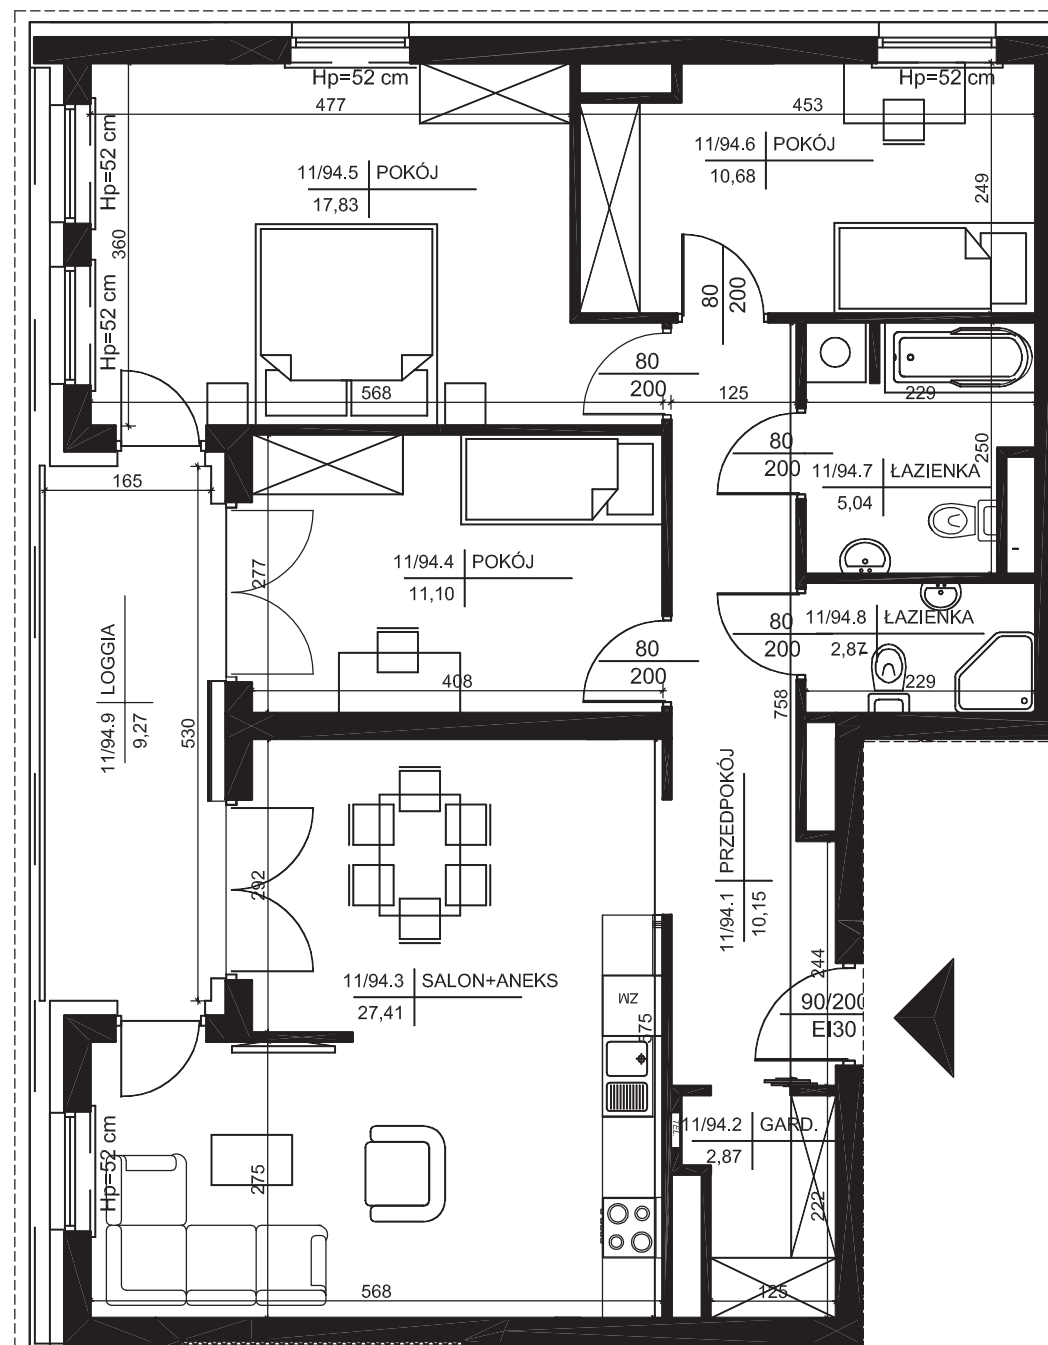 Hp=52 cm
Hp=52 cm
477
453
11/94.5 POKÓJ
17,83
11/94.6 POKÓJ
10,68
Hp=52 cm
249
360
80
200
Hp=52 cm
80
200
568
125
229
80
200
11/94.7 ŁAZIENKA
5,04
250
165
277
11/94.4 POKÓJ
11,10
11/94.8 ŁAZIENKA
2,87
80
200
80
200
408
229
758
11/94.9 LOGGIA
9,27
530
11/94.1 PRZEDPOKÓJ
10,15
292
11/94.3 SALON+ANEKS
27,41
244
ZM
90/200
EI30
575
11/94.2 GARD.
2,87
TEL.
Hp=52 cm
275
222
568
125